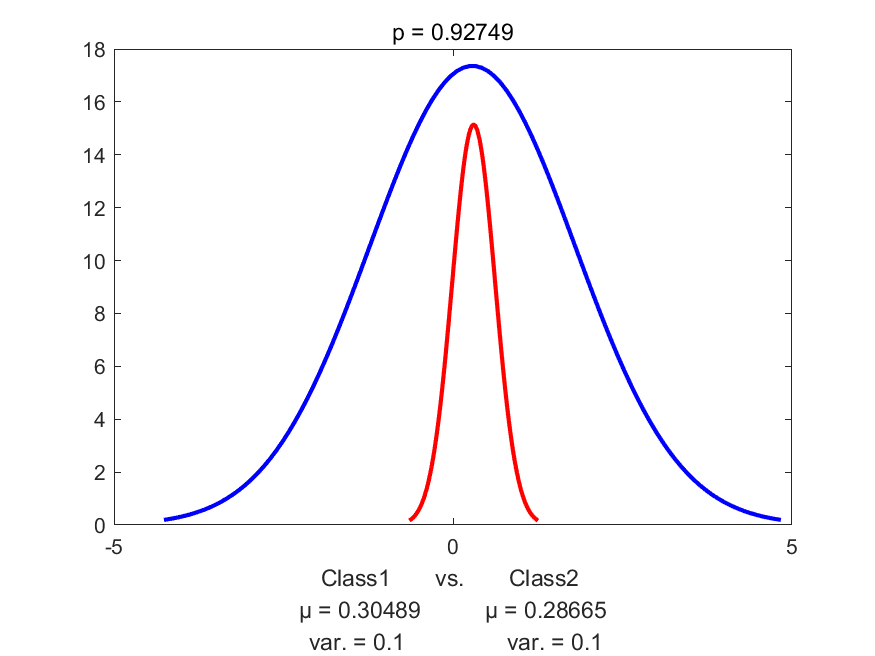 p = 0.92749
18
16
14
12
10
8
6
4
2
0
-5 0 5
Class1 vs. Class2
μ = 0.30489 μ = 0.28665
var. = 0.1 var. = 0.1